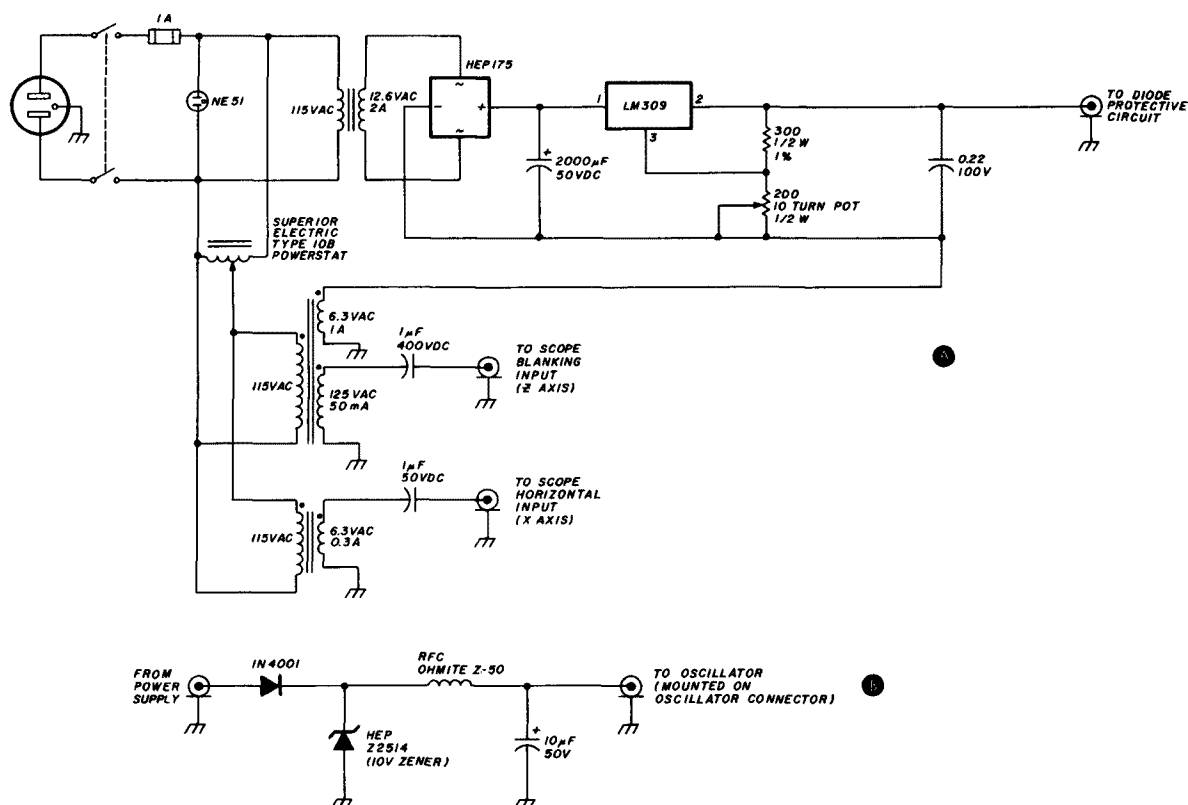 1A
NE51
115VAC
12.6VAC
2A
HEP175
~
-
+
~
1
LM309
2
3
2000µF
50VDC
+
300
1/2 W
1%
200
10 TURN POT
1/2 W
0.22
100V
TO DIODE
PROTECTIVE
CIRCUIT
SUPERIOR
ELECTRIC
TYPE 10B
POWERSTAT
6.3VAC
1A
115VAC
125VAC
50mA
1µF
400VDC
TO SCOPE
BLANKING
INPUT
(Z AXIS)
A
115VAC
6.3VAC
0.3A
1µF
50VDC
TO SCOPE
HORIZONTAL
INPUT
(X AXIS)
FROM
POWER
SUPPLY
1N4001
HEP
Z2514
(10V ZENER)
RFC
OHMITE Z-50
+
10µF
50V
TO OSCILLATOR
(MOUNTED ON
OSCILLATOR CONNECTOR)
B